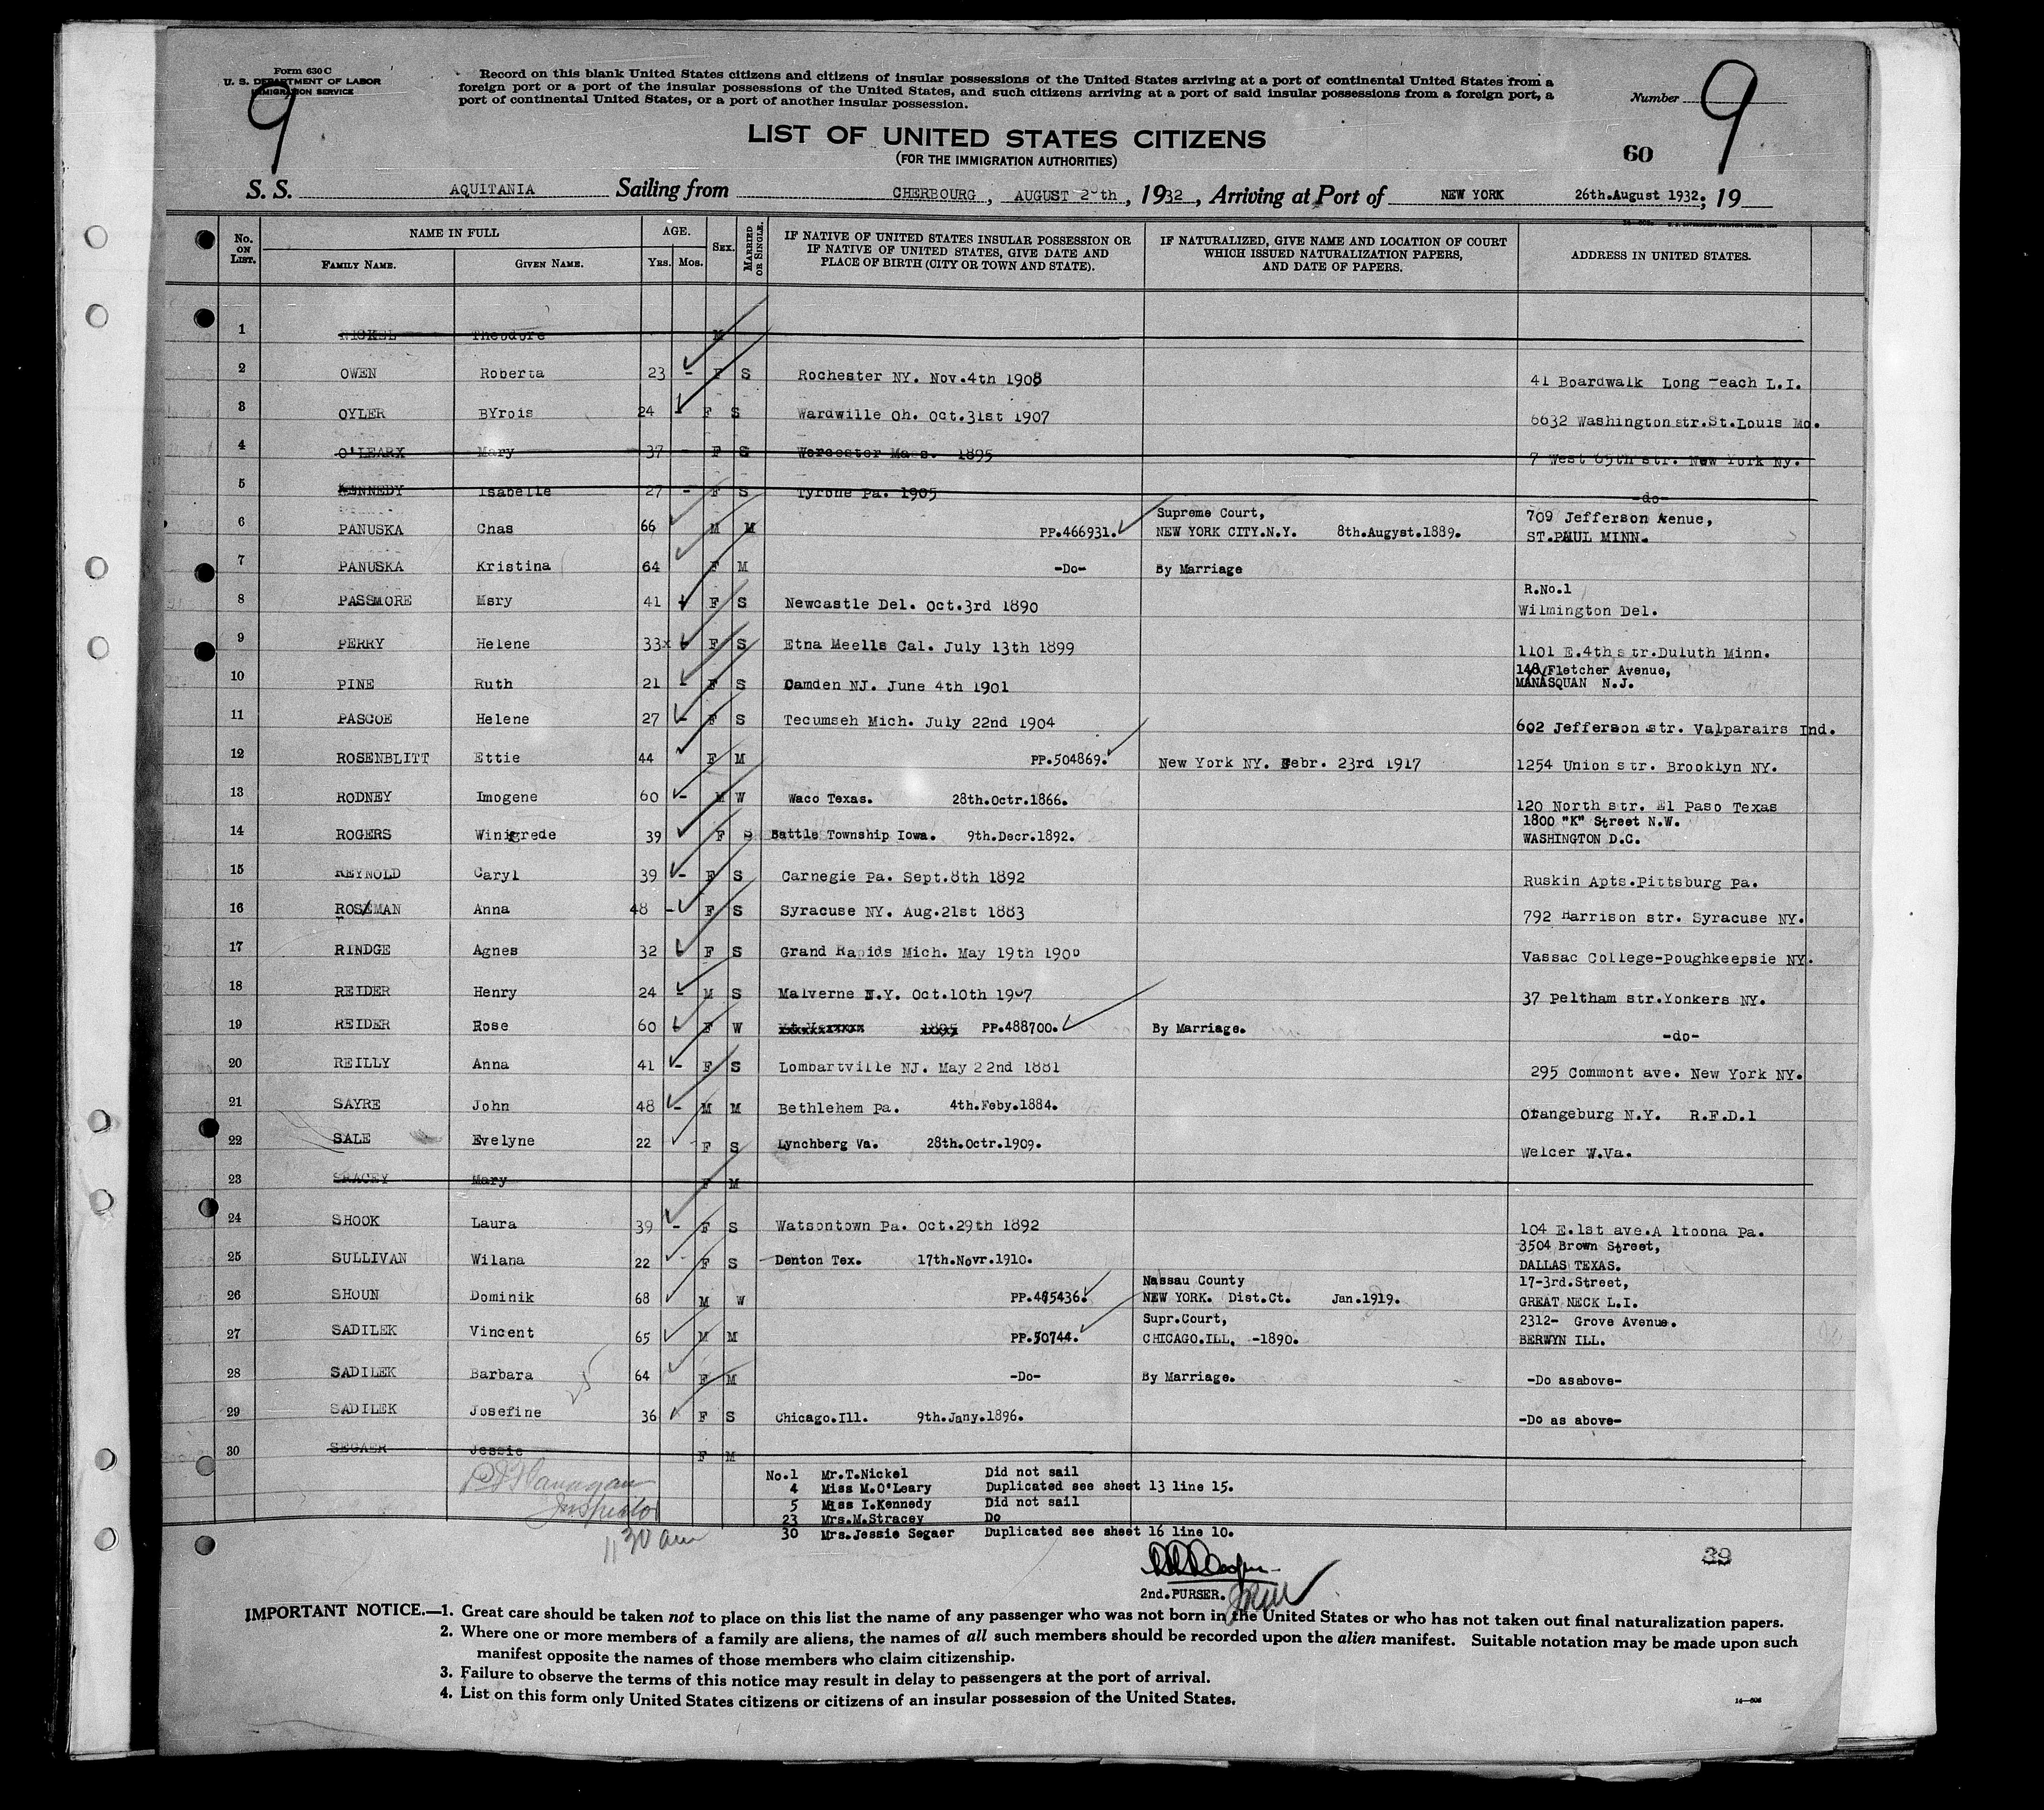 Form 630 C
U. S. DEPARTMENT OF LABOR
IMMIGRATION SERVICE
9
Record on this blank United States citizens and citizens of insular possessions of the United States arriving at a port of continental United States from a
foreign port or a port of the insular possessions of the United States, and such citizens arriving at a port of said insular possessions from a foreign port, a
port of continental United States, or a port of another insular possession.
Number 9
LIST OF UNITED STATES CITIZENS
(FOR THE IMMIGRATION AUTHORITIES)
60
S. S. AQUITANIA Sailing from CHERBOURG, AUGUST 20th, 1932, Arriving at Port of NEW YORK 26th.August 1932; 19
No. ON LIST. NAME IN FULL FAMILY NAME. GIVEN NAME. AGE. Yrs. Mos. SEX. MARRIED OR SINGLE. IF NATIVE OF UNITED STATES INSULAR POSSESSION OR IF NATIVE OF UNITED STATES, GIVE DATE AND PLACE OF BIRTH (CITY OR TOWN AND STATE). IF NATURALIZED, GIVE NAME AND LOCATION OF COURT WHICH ISSUED NATURALIZATION PAPERS, AND DATE OF PAPERS. ADDRESS IN UNITED STATES.
1 NICKEL Theodore M
2 OWEN Roberta 23 - F S Rochester NY. Nov.4th 1908 41 Boardwalk Long -each L.I.
3 OYLER BYrois 24 - F S Wardwille Oh. Oct.31st 1907 6632 Washington str.St.Louis Mo.
4 O'LEARX Mary 37 - F S Worcester Mass. 1895 7 West 65th str. New York Ny.
5 KENNEDY Isabelle 27 - F S Tyrone Pa. 1905 -do-
6 PANUSKA Chas 66 M M PP.466931. Supreme Court, NEW YORK CITY.N.Y. 8th.Augyst.1889. 709 Jefferson Avenue, ST.PAUL MINN.
7 PANUSKA Kristina 64 F M -Do- By Marriage
8 PASSMORE Msry 41 - F S Newcastle Del. Oct.3rd 1890 R.No.1 Wilmington Del.
9 PERRY Helene 33x - F S Etna Meells Cal. July 13th 1899 1101 E.4th str.Duluth Minn.
10 PINE Ruth 21 - F S Camden NJ. June 4th 1901 148 Fletcher Avenue, MANASQUAN N.J.
11 PASCOE Helene 27 - F S Tecumseh Mich. July 22nd 1904 602 Jefferson str. Valparairs Ind.
12 ROSENBLITT Ettie 44 F M PP.504869. New York NY. Febr. 23rd 1917 1254 Union str. Brooklyn NY.
13 RODNEY Imogene 60 - M W Waco Texas. 28th.Octr.1866. 120 North str. El Paso Texas
14 ROGERS Winigrede 39 F S Battle Township Iowa. 9th.Decr.1892. 1800 "K" Street N.W. WASHINGTON D.C.
15 REYNOLD Caryl 39 - F S Carnegie Pa. Sept.8th 1892 Ruskin Apts.Pittsburg Pa.
16 ROSEMAN Anna 48 - F S Syracuse NY. Aug.21st 1883 792 Harrison str. Syracuse NY.
17 RINDGE Agnes 32 F S Grand Rapids Mich. May 19th 1900 Vassac College-Poughkeepsie NY.
18 REIDER Henry 24 - M S Malverne N.Y. Oct.10th 1907 37 Peltham str.Yonkers NY.
19 REIDER Rose 60 - F W 1895 PP.488700. By Marriage. -do-
20 REILLY Anna 41 - F S Lombartville NJ. May 22nd 1881 295 Commont ave. New York NY.
21 SAYRE John 48 - M M Bethlehem Pa. 4th.Feby.1884. Orangeburg N.Y. R.F.D.1
22 SALE Evelyne 22 F S Lynchberg Va. 28th.Octr.1909. Welcer W.Va.
23 SRACEY Mary F M
24 SHOOK Laura 39 - F S Watsontown Pa. Oct.29th 1892 104 E.1st ave.A ltoona Pa.
25 SULLIVAN Wilana 22 - F S Denton Tex. 17th.Novr.1910. 3504 Brown Street, DALLAS TEXAS.
26 SHOUN Dominik 68 M W PP.465436. Nassau County NEW YORK. Dist.Ct. Jan.1919. 17-3rd.Street, GREAT NECK L.I.
27 SADILEK Vincent 65 M M PP.50744. Supr.Court, CHICAGO.ILL, -1890. 2312- Grove Avenue. BERWYN ILL.
28 SADILEK Barbara 64 F M -Do- By Marriage. -Do asabove-
29 SADILEK Josefine 36 F S Chicago.Ill. 9th.Jany.1896. -Do as above-
30 SEGAER Jessie F M
25
Inspector
11 30 am
No.1 Mr.T.Nickel Did not sail
4 Miss M.O'Leary Duplicated see sheet 13 line 15.
5 Miss I.Kennedy Did not sail
23 Mrs.M.Stracey Do
30 Mrs.Jessie Segaer Duplicated see sheet 16 line 10.
39
2nd.PURSER.
IMPORTANT NOTICE.—1. Great care should be taken not to place on this list the name of any passenger who was not born in the United States or who has not taken out final naturalization papers.
2. Where one or more members of a family are aliens, the names of all such members should be recorded upon the alien manifest. Suitable notation may be made upon such
manifest opposite the names of those members who claim citizenship.
3. Failure to observe the terms of this notice may result in delay to passengers at the port of arrival.
4. List on this form only United States citizens or citizens of an insular possession of the United States.